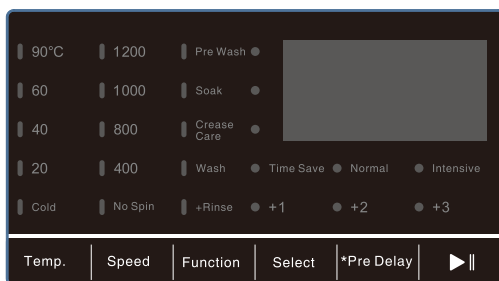 90°C 1200 Pre Wash
60 1000 Soak
40 800 Crease Care
20 400 Wash Time Save Normal Intensive
Cold No Spin +Rinse +1 +2 +3
Temp. Speed Function Select *Pre Delay